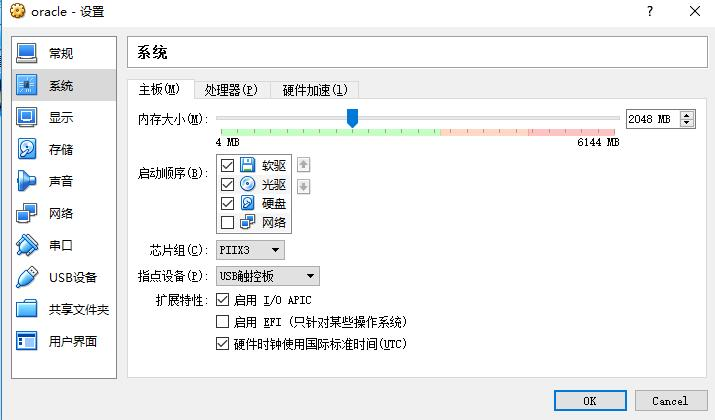 oracle - 设置
?
常规
系统
显示
存储
声音
网络
串口
USB设备
共享文件夹
用户界面
系统
主板(M) 处理器(P) 硬件加速(l)
内存大小(M): 2048 MB
4 MB 6144 MB
启动顺序(B): 软驱
光驱
硬盘
网络
芯片组(C): PIIX3
指点设备(P): USB触控板
扩展特性: 启用 I/O APIC
启用 EFI (只针对某些操作系统)
硬件时钟使用国际标准时间(UTC)
OK Cancel